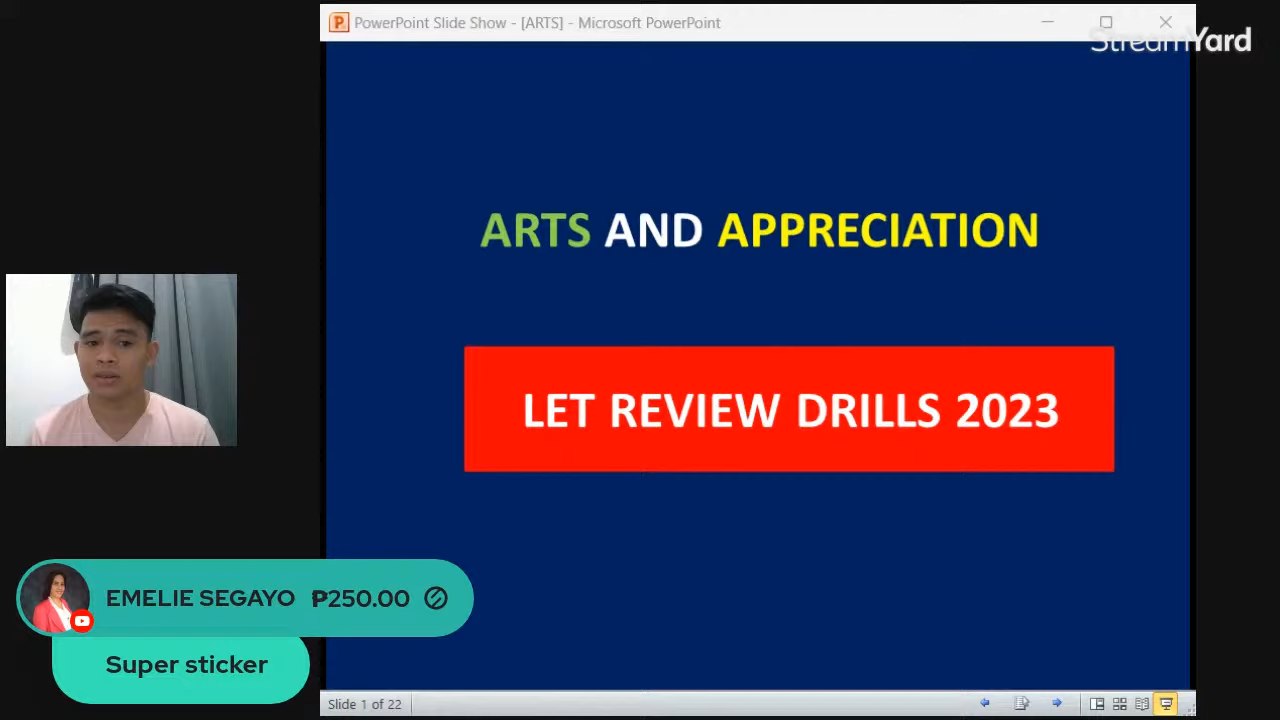 PowerPoint Slide Show - [ARTS] - Microsoft PowerPoint
StreamYard
ARTS AND APPRECIATION
LET REVIEW DRILLS 2023
EMELIE SEGAYO ₱250.00
Super sticker
Slide 1 of 22